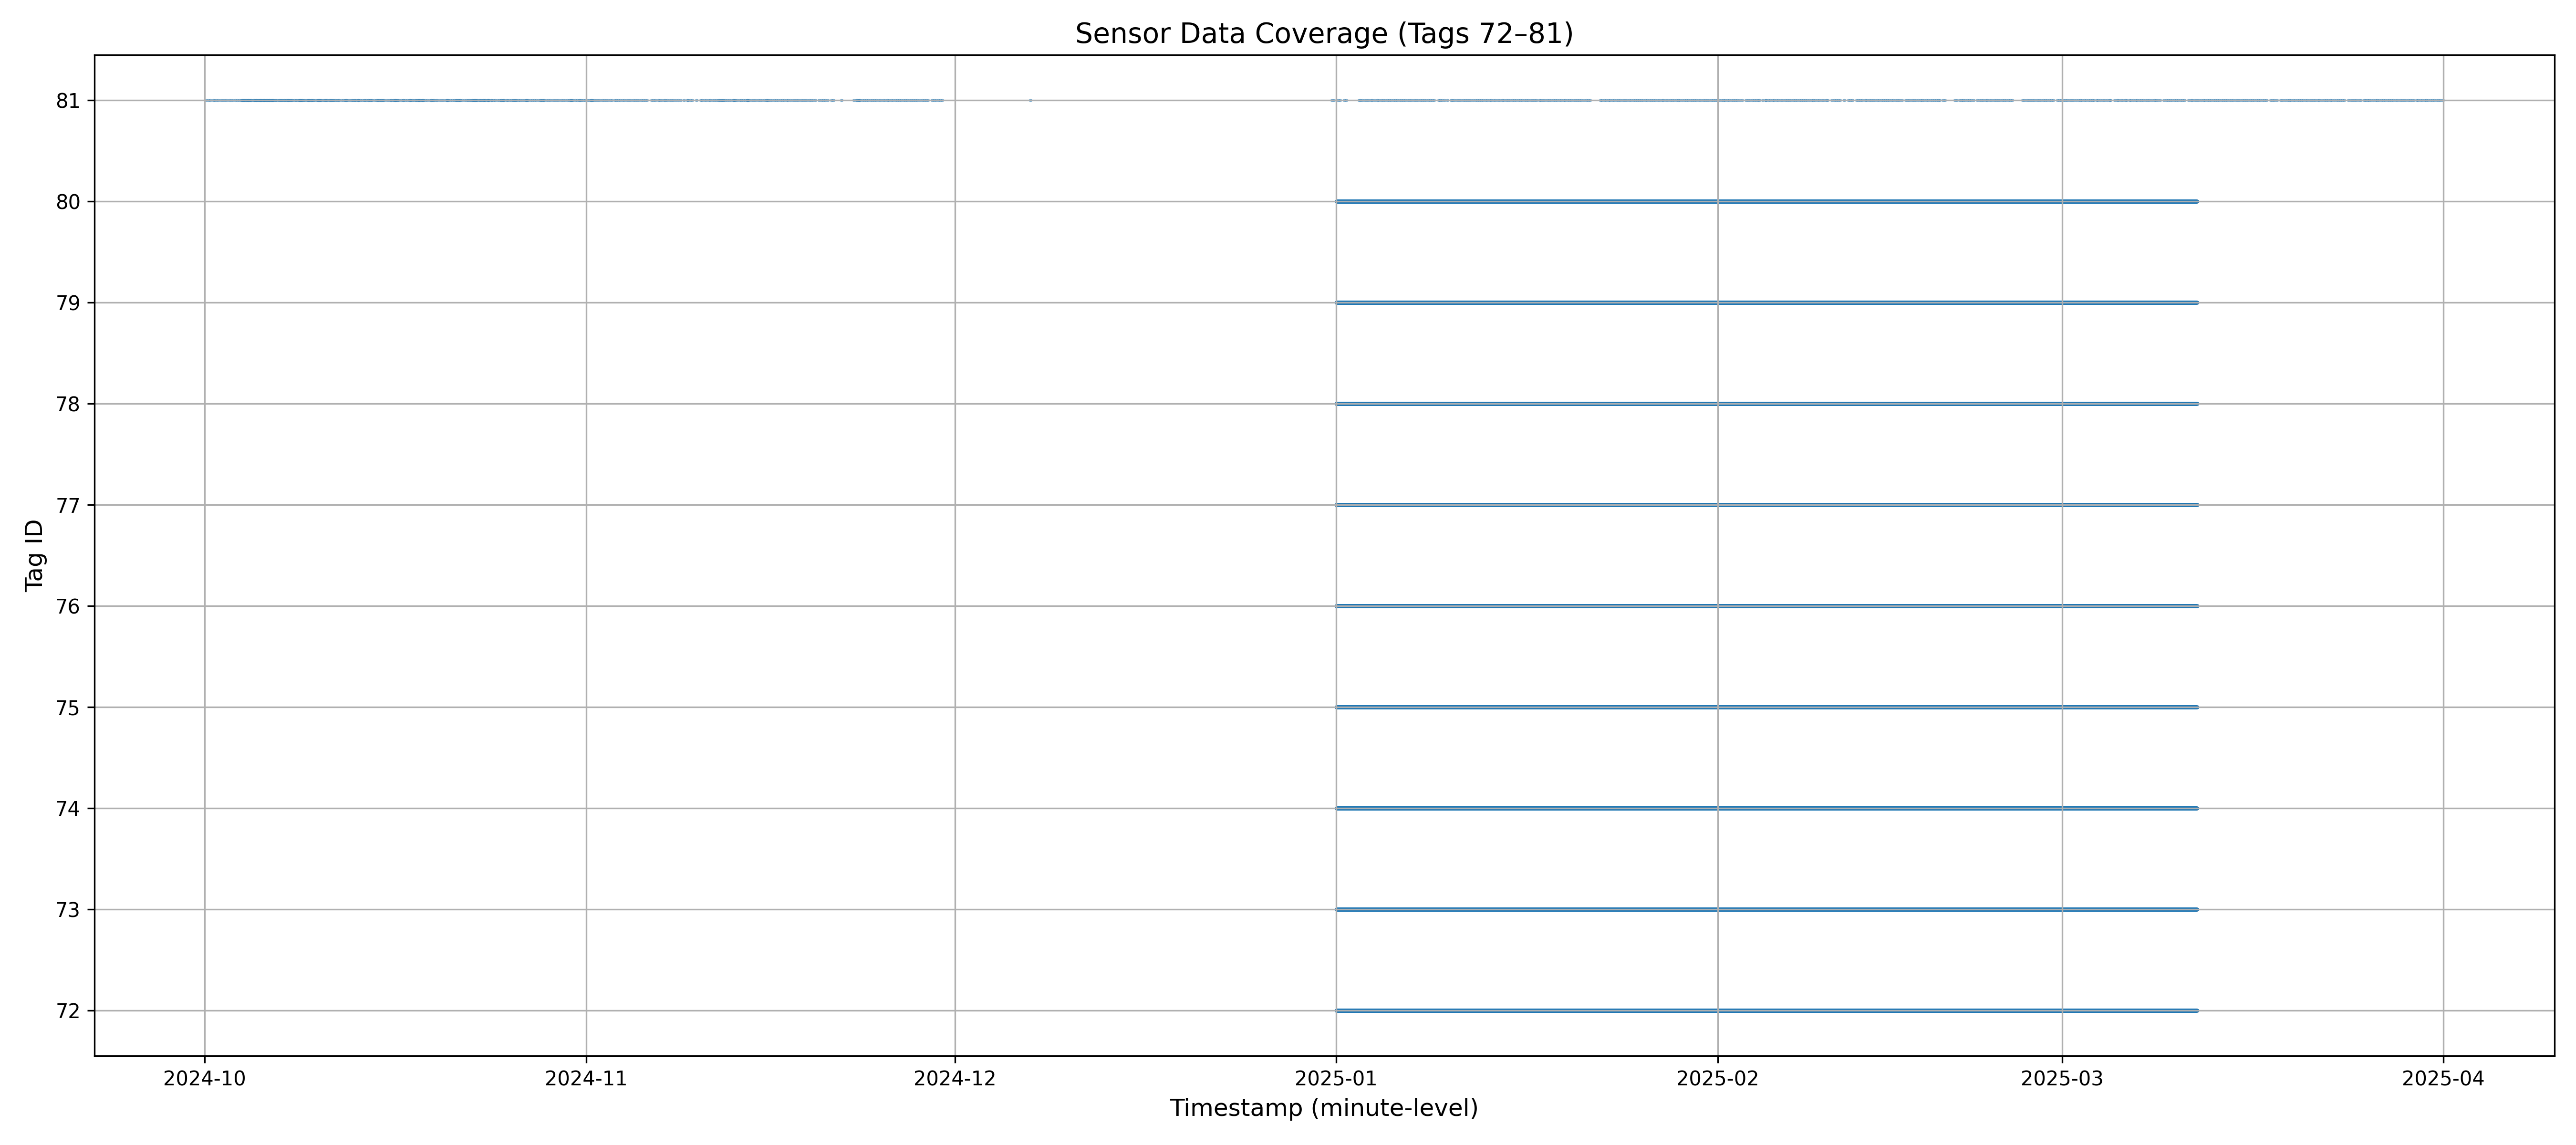 Sensor Data Coverage (Tags 72–81)
81
80
79
78
77
76
75
74
73
72
Tag ID
2024-10 2024-11 2024-12 2025-01 2025-02 2025-03 2025-04
Timestamp (minute-level)